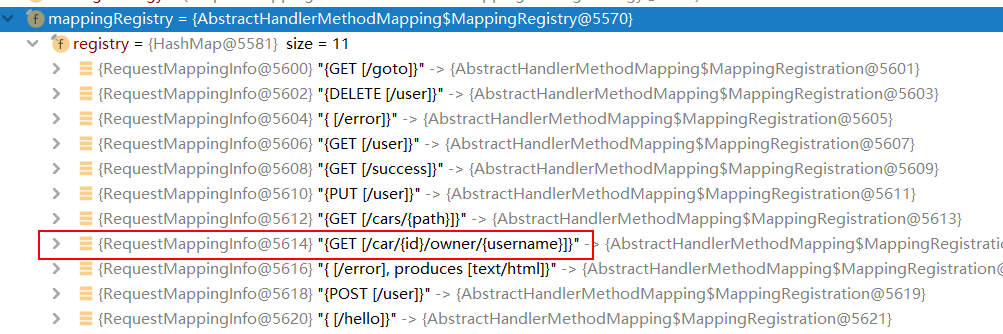 mappingRegistry = {AbstractHandlerMethodMapping$MappingRegistry@5570}
registry = {HashMap@5581} size = 11
{RequestMappingInfo@5600} "{GET [/goto]}" -> {AbstractHandlerMethodMapping$MappingRegistration@5601}
{RequestMappingInfo@5602} "{DELETE [/user]}" -> {AbstractHandlerMethodMapping$MappingRegistration@5603}
{RequestMappingInfo@5604} "{ [/error]}" -> {AbstractHandlerMethodMapping$MappingRegistration@5605}
{RequestMappingInfo@5606} "{GET [/user]}" -> {AbstractHandlerMethodMapping$MappingRegistration@5607}
{RequestMappingInfo@5608} "{GET [/success]}" -> {AbstractHandlerMethodMapping$MappingRegistration@5609}
{RequestMappingInfo@5610} "{PUT [/user]}" -> {AbstractHandlerMethodMapping$MappingRegistration@5611}
{RequestMappingInfo@5612} "{GET [/cars/{path}]}" -> {AbstractHandlerMethodMapping$MappingRegistration@5613}
{RequestMappingInfo@5614} "{GET [/car/{id}/owner/{username}]}" -> {AbstractHandlerMethodMapping$MappingRegistratio
{RequestMappingInfo@5616} "{ [/error], produces [text/html]}" -> {AbstractHandlerMethodMapping$MappingRegistration
{RequestMappingInfo@5618} "{POST [/user]}" -> {AbstractHandlerMethodMapping$MappingRegistration@5619}
{RequestMappingInfo@5620} "{ [/hello]}" -> {AbstractHandlerMethodMapping$MappingRegistration@5621}